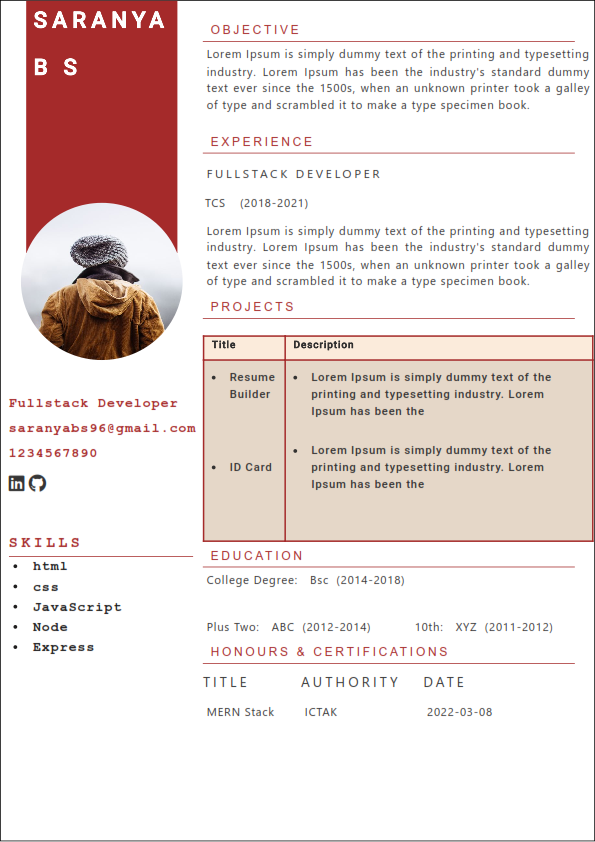 SARANYA
B S
Fullstack Developer
saranyabs96@gmail.com
1234567890
in
SKILLS
• html
• css
• JavaScript
• Node
• Express
OBJECTIVE
Lorem Ipsum is simply dummy text of the printing and typesetting
industry. Lorem Ipsum has been the industry's standard dummy
text ever since the 1500s, when an unknown printer took a galley
of type and scrambled it to make a type specimen book.
EXPERIENCE
FULLSTACK DEVELOPER
TCS (2018-2021)
Lorem Ipsum is simply dummy text of the printing and typesetting
industry. Lorem Ipsum has been the industry's standard dummy
text ever since the 1500s, when an unknown printer took a galley
of type and scrambled it to make a type specimen book.
PROJECTS
Title Description
• Resume
Builder
• Lorem Ipsum is simply dummy text of the
printing and typesetting industry. Lorem
Ipsum has been the
• ID Card
• Lorem Ipsum is simply dummy text of the
printing and typesetting industry. Lorem
Ipsum has been the
EDUCATION
College Degree: Bsc (2014-2018)
Plus Two: ABC (2012-2014) 10th: XYZ (2011-2012)
HONOURS & CERTIFICATIONS
TITLE AUTHORITY DATE
MERN Stack ICTAK 2022-03-08